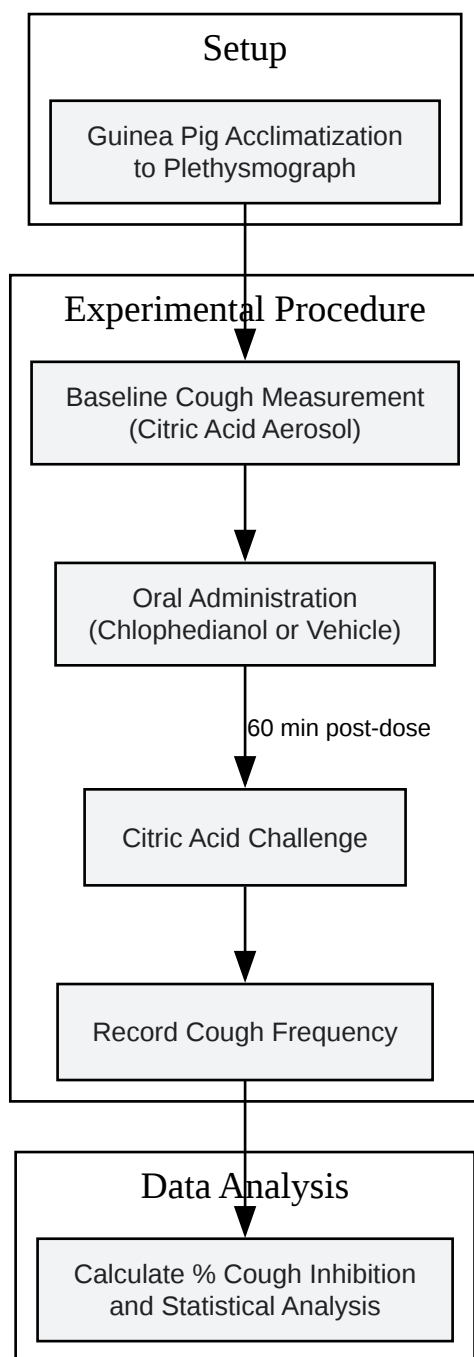 Setup
Guinea Pig Acclimatization
to Plethysmograph
Experimental Procedure
Baseline Cough Measurement
(Citric Acid Aerosol)
Oral Administration
(Chlophedianol or Vehicle)
60 min post-dose
Citric Acid Challenge
Record Cough Frequency
Data Analysis
Calculate % Cough Inhibition
and Statistical Analysis